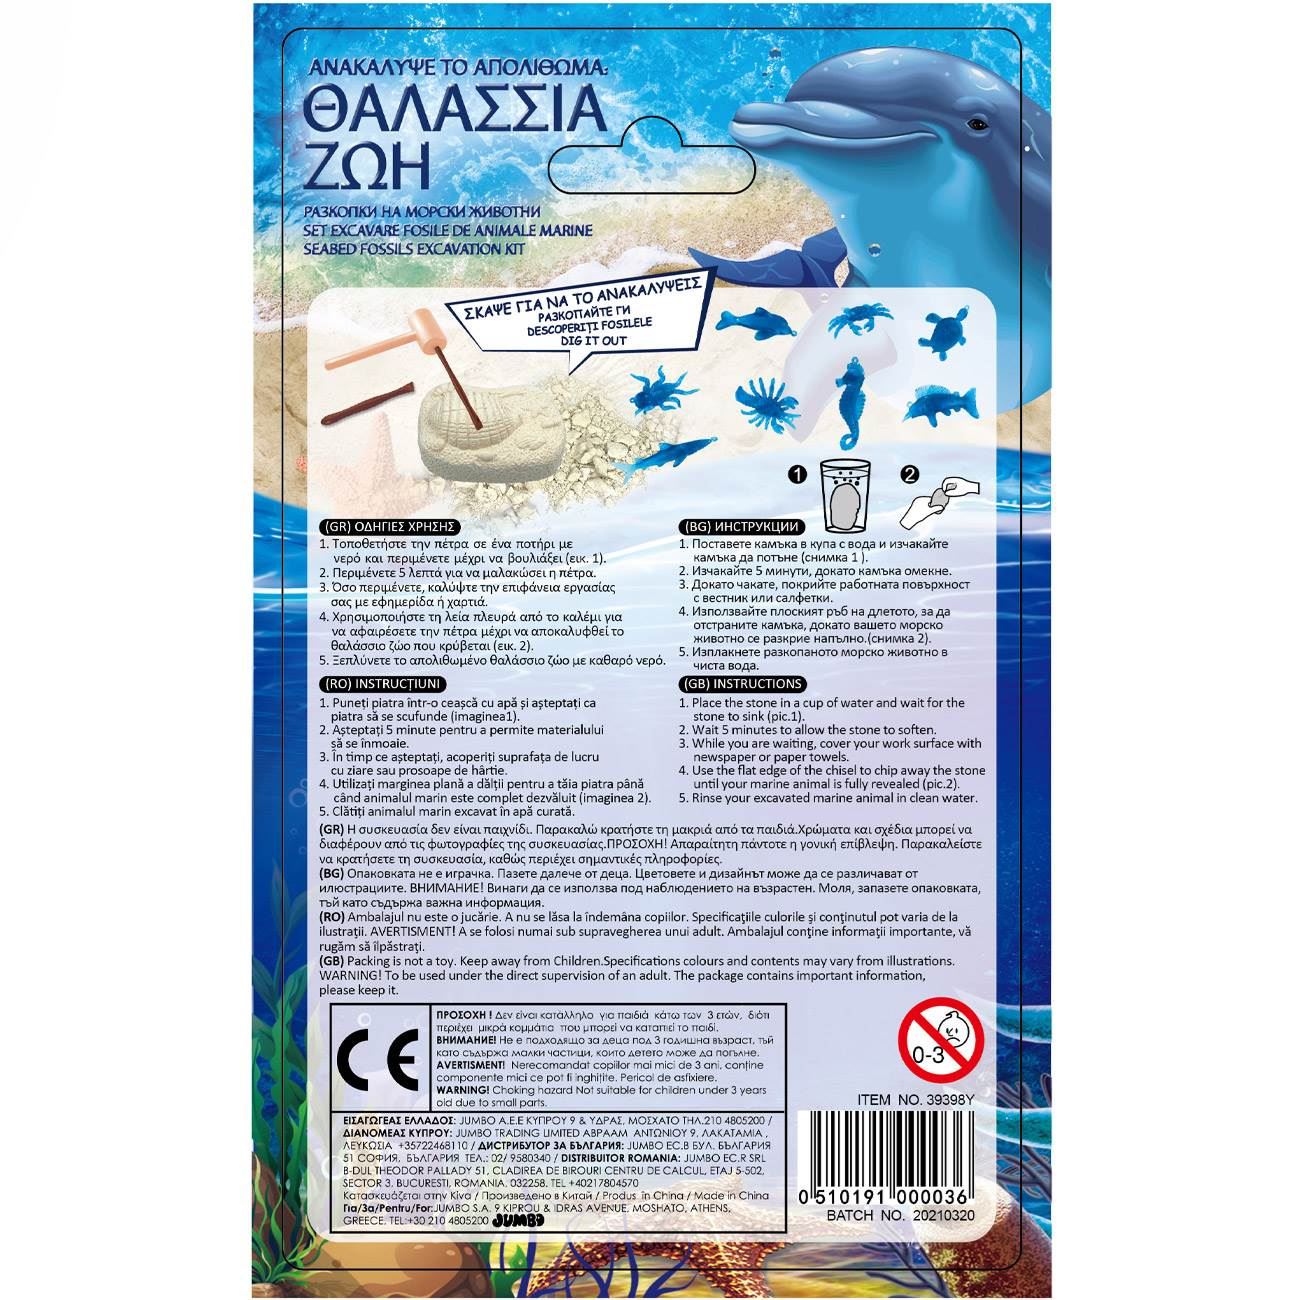 ΑΝΑΚΑΛΥΨΕ ΤΟ ΑΠΟΛΙΘΩΜΑ:
ΘΑΛΑΣΣΙΑ
ΖΩΗ
РАЗКОПКИ НА МОРСКИ ЖИВОТНИ
SET EXCAVARE FOSILE DE ANIMALE MARINE
SEABED FOSSILS EXCAVATION KIT
ΣΚΑΨΕ ΓΙΑ ΝΑ ΤΟ ΑΝΑΚΑΛΥΨΕΙΣ
РАЗКОПАЙТЕ ГИ
DESCOPERIȚI FOSILELE
DIG IT OUT
1
2
(GR) ΟΔΗΓΙΕΣ ΧΡΗΣΗΣ
1. Τοποθετήστε την πέτρα σε ένα ποτήρι με
νερό και περιμένετε μέχρι να βουλιάξει (εικ. 1).
2. Περιμένετε 5 λεπτά για να μαλακώσει η πέτρα.
3. Όσο περιμένετε, καλύψτε την επιφάνεια εργασίας
σας με εφημερίδα ή χαρτιά.
4. Χρησιμοποιήστε τη λεία πλευρά από το καλέμι για
να αφαιρέσετε την πέτρα μέχρι να αποκαλυφθεί το
θαλάσσιο ζώο που κρύβεται (εικ. 2).
5. Ξεπλύνετε το απολιθωμένο θαλάσσιο ζώο με καθαρό νερό.
(BG) ИНСТРУКЦИИ
1. Поставете камъка в купа с вода и изчакайте
камъка да потъне (снимка 1 ).
2. Изчакайте 5 минути, докато камъка омекне.
3. Докато чакате, покрийте работната повърхност
с вестник или салфетки.
4. Използвайте плоският ръб на длетото, за да
отстраните камъка, докато вашето морско
животно се разкрие напълно.(снимка 2).
5. Изплакнете разкопаното морско животно в
чиста вода.
(RO) INSTRUCȚIUNI
1. Puneți piatra într-o ceașcă cu apă și așteptați ca
piatra să se scufunde (imaginea1).
2. Așteptați 5 minute pentru a permite materialului
să se înmoaie.
3. În timp ce așteptați, acoperiți suprafața de lucru
cu ziare sau prosoape de hârtie.
4. Utilizați marginea plană a dălții pentru a tăia piatra până
când animalul marin este complet dezvăluit (imaginea 2).
5. Clătiți animalul marin excavat în apă curată.
(GB) INSTRUCTIONS
1. Place the stone in a cup of water and wait for the
stone to sink (pic.1).
2. Wait 5 minutes to allow the stone to soften.
3. While you are waiting, cover your work surface with
newspaper or paper towels.
4. Use the flat edge of the chisel to chip away the stone
until your marine animal is fully revealed (pic.2).
5. Rinse your excavated marine animal in clean water.
(GR) Η συσκευασία δεν είναι παιχνίδι. Παρακαλώ κρατήστε τη μακριά από τα παιδιά.Χρώματα και σχέδια μπορεί να
διαφέρουν από τις φωτογραφίες της συσκευασίας.ΠΡΟΣΟΧΗ! Απαραίτητη πάντοτε η γονική επίβλεψη. Παρακαλείστε
να κρατήσετε τη συσκευασία, καθώς περιέχει σημαντικές πληροφορίες.
(BG) Опаковката не е играчка. Пазете далече от деца. Цветовете и дизайнът може да се различават от
илюстрациите. ВНИМАНИЕ! Винаги да се използва под наблюдението на възрастен. Моля, запазете опаковката,
тъй като съдържа важна информация.
(RO) Ambalajul nu este o jucărie. A nu se lăsa la îndemâna copiilor. Specificațiile culorile și conținutul pot varia de la
ilustrații. AVERTISMENT! A se folosi numai sub supravegherea unui adult. Ambalajul conține informații importante, vă
rugăm să îlpăstrați.
(GB) Packing is not a toy. Keep away from Children.Specifications colours and contents may vary from illustrations.
WARNING! To be used under the direct supervision of an adult. The package contains important information,
please keep it.
CE
ΠΡΟΣΟΧΗ ! Δεν είναι κατάλληλο για παιδιά κάτω των 3 ετών, διότι
περιέχει μικρά κομμάτια που μπορεί να καταπιεί το παιδί.
ВНИМАНИЕ! Не е подходящо за деца под 3 годишна възраст, тъй
като съдържа малки частици, които детето може да погълне.
AVERTISMENT! Nerecomandat copiilor mai mici de 3 ani, conține
componente mici ce pot fi inghițite. Pericol de asfixiere.
WARNING! Choking hazard Not suitable for children under 3 years
old due to small parts.
0-3
ΕΙΣΑΓΩΓΕΑΣ ΕΛΛΑΔΟΣ: JUMBO Α.Ε.Ε ΚΥΠΡΟΥ 9 & ΥΔΡΑΣ, ΜΟΣΧΑΤΟ ΤΗΛ.210 4805200 /
ΔΙΑΝΟΜΕΑΣ ΚΥΠΡΟΥ: JUMBO TRADING LIMITED ΑΒΡΑΑΜ ΑΝΤΩΝΙΟΥ 9, ΛΑΚΑΤΑΜΙΑ ,
ΛΕΥΚΩΣΙΑ +35722468110 / ДИСТРИБУТОР ЗА БЪЛГАРИЯ: JUMBO EC.B БУЛ. БЪЛГАРИЯ
51 СОФИЯ, БЪЛГАРИЯ ТЕЛ.: 02/ 9580340 / DISTRIBUITOR ROMANIA: JUMBO EC.R SRL
B-DUL THEODOR PALLADY 51, CLADIREA DE BIROURI CENTRU DE CALCUL, ETAJ 5-502,
SECTOR 3, BUCURESTI, ROMANIA, 032258. TEL +40217804570
Κατασκευάζεται στην Κίνα / Произведено в Китай / Produs în China / Made in China
Για/За/Pentru/For:JUMBO S.A. 9 KIPROU & IDRAS AVENUE, MOSHATO, ATHENS,
GREECE. TEL:+30 210 4805200 JUMBO
ITEM NO. 39398Y
0 510191 000036
BATCH NO. 20210320